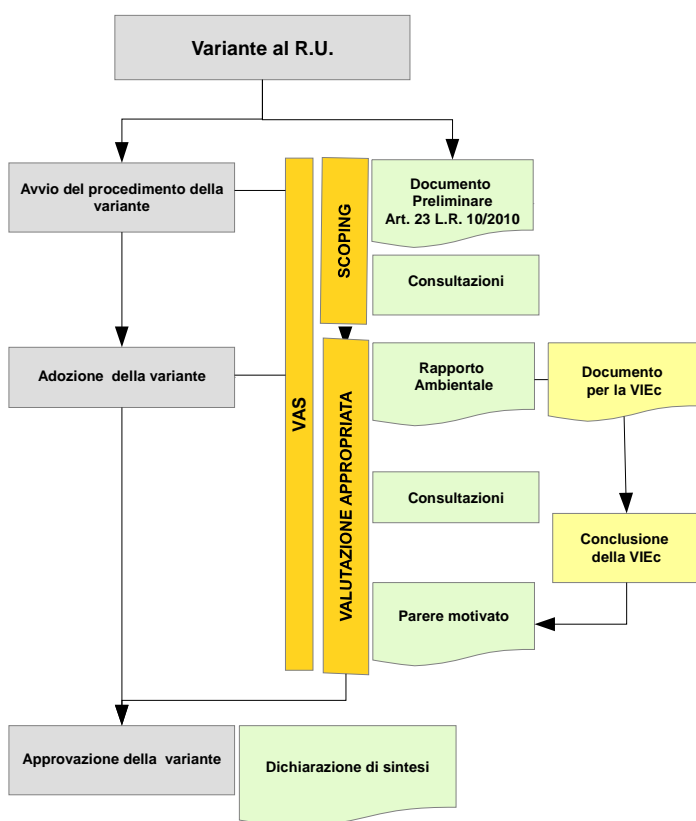 Variante al R.U.
Avvio del procedimento della
variante
SCOPING
Documento
Preliminare
Art. 23 L.R. 10/2010
Consultazioni
Adozione della variante
VAS
VALUTAZIONE APPROPRIATA
Rapporto
Ambientale
Documento
per la VIEc
Consultazioni
Conclusione
della VIEc
Parere motivato
Approvazione della variante
Dichiarazione di sintesi